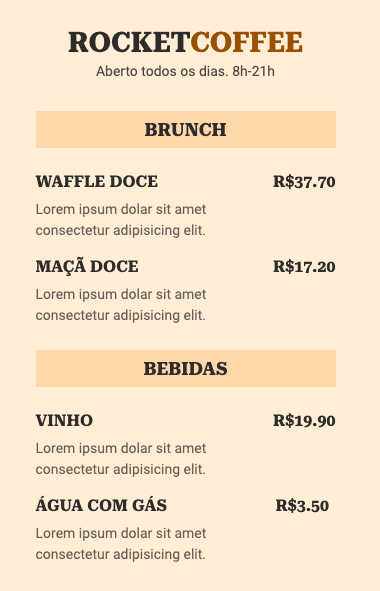 ROCKETCOFFEE
Aberto todos os dias. 8h-21h
BRUNCH
WAFFLE DOCE R$37.70
Lorem ipsum dolar sit amet
consectetur adipisicing elit.
MAÇÃ DOCE R$17.20
Lorem ipsum dolar sit amet
consectetur adipisicing elit.
BEBIDAS
VINHO R$19.90
Lorem ipsum dolar sit amet
consectetur adipisicing elit.
ÁGUA COM GÁS R$3.50
Lorem ipsum dolar sit amet
consectetur adipisicing elit.